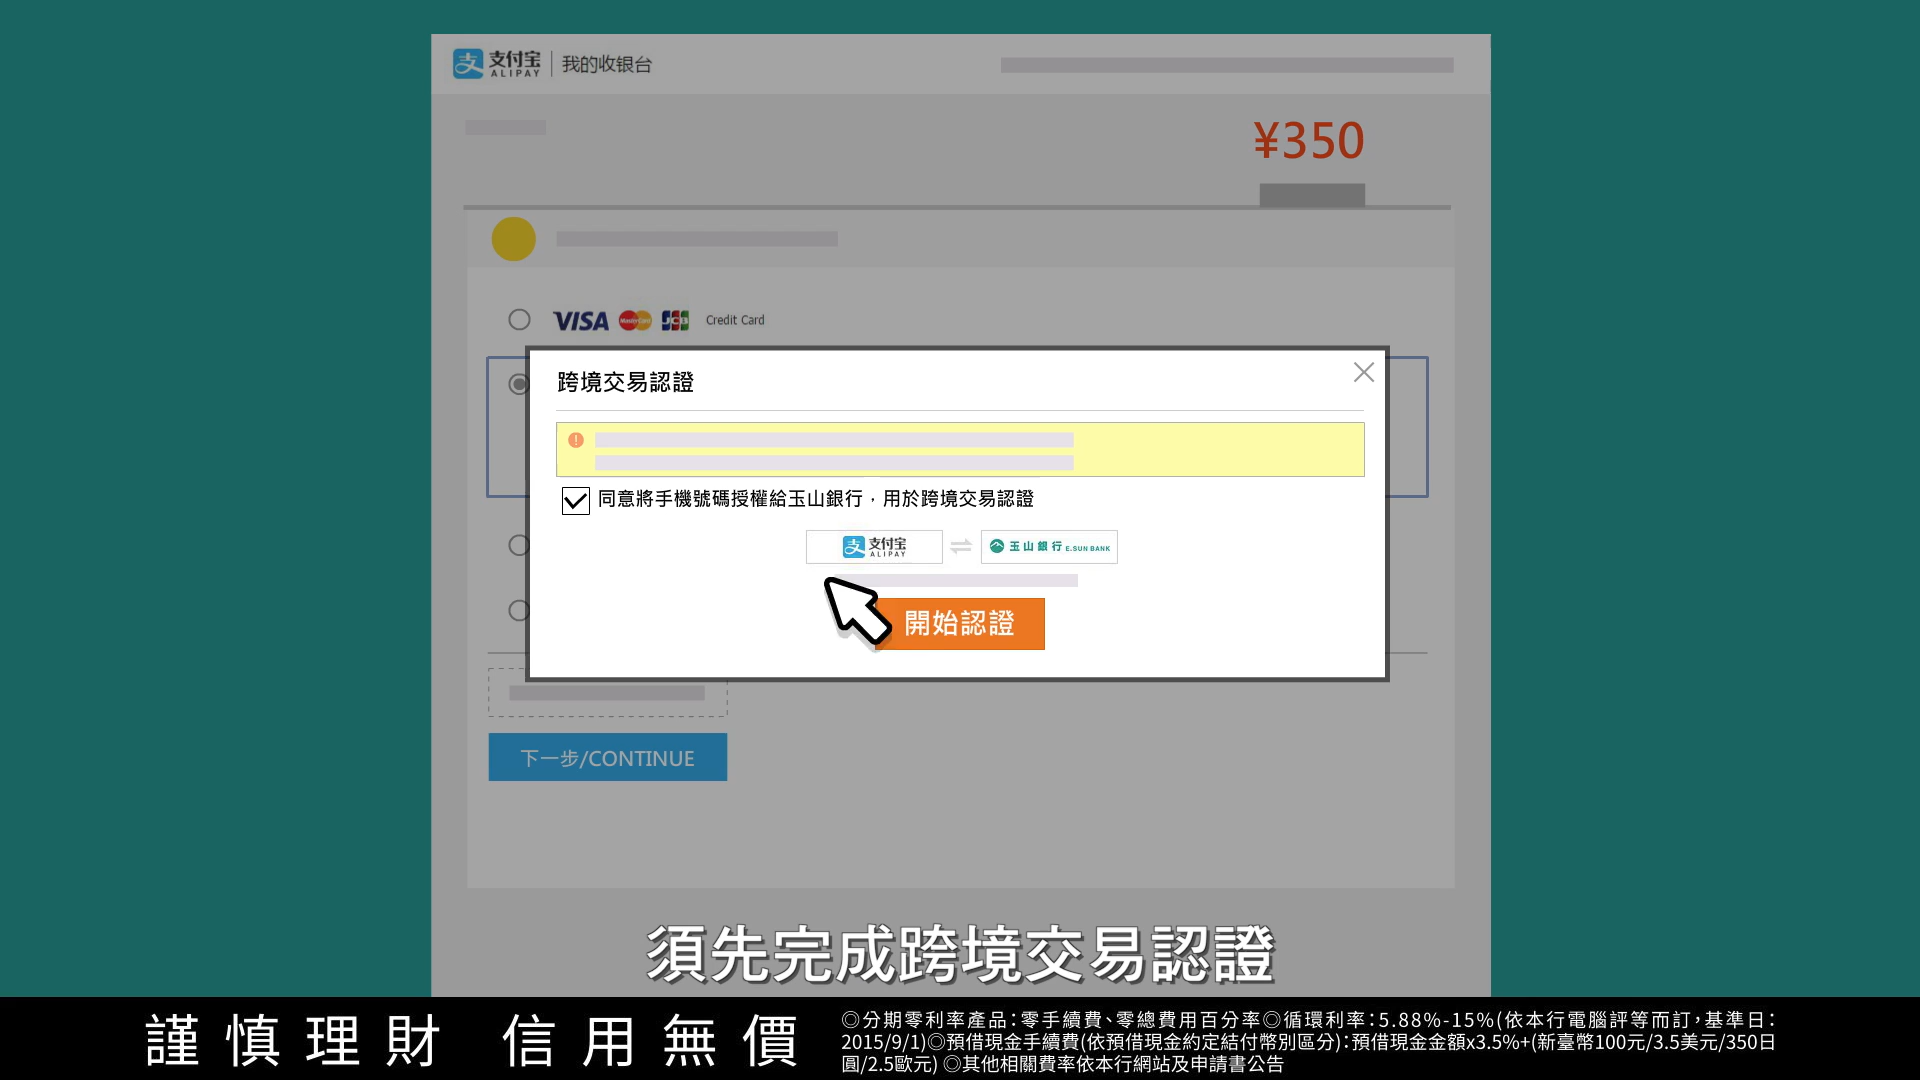 支付宝 ALIPAY 我的收银台
¥350
VISA MasterCard JCB Credit Card
跨境交易認證
同意將手機號碼授權給玉山銀行，用於跨境交易認證
支付宝 ALIPAY 玉山銀行 E.SUN BANK
開始認證
下一步/CONTINUE
須先完成跨境交易認證
謹慎理財 信用無價
◎分期零利率產品：零手續費、零總費用百分率◎循環利率：5.88%-15%(依本行電腦評等而訂，基準日：
2015/9/1)◎預借現金手續費(依預借現金約定結付幣別區分)：預借現金金額x3.5%+(新臺幣100元/3.5美元/350日
圓/2.5歐元) ◎其他相關費率依本行網站及申請書公告